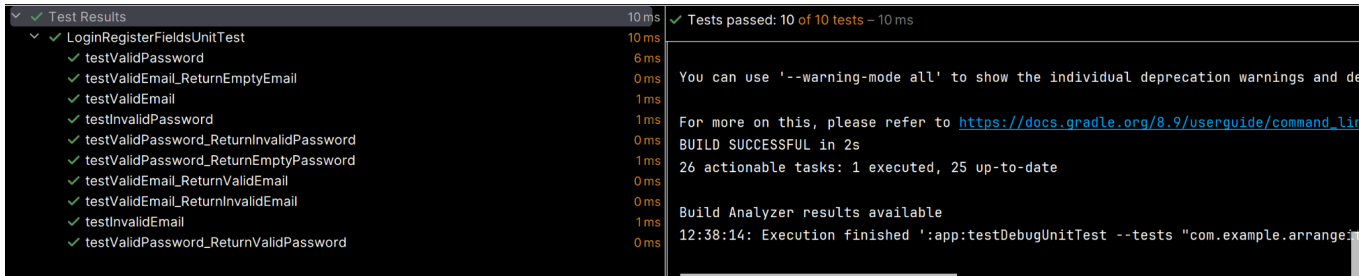 Test Results 10 ms
LoginRegisterFieldsUnitTest 10 ms
testValidPassword 6 ms
testValidEmail_ReturnEmptyEmail 0 ms
testValidEmail 1 ms
testInvalidPassword 1 ms
testValidPassword_ReturnInvalidPassword 0 ms
testValidPassword_ReturnEmptyPassword 1 ms
testValidEmail_ReturnValidEmail 0 ms
testValidEmail_ReturnInvalidEmail 0 ms
testInvalidEmail 1 ms
testValidPassword_ReturnValidPassword 0 ms
Tests passed: 10 of 10 tests – 10 ms
You can use '--warning-mode all' to show the individual deprecation warnings and de
For more on this, please refer to https://docs.gradle.org/8.9/userguide/command_lin
BUILD SUCCESSFUL in 2s
26 actionable tasks: 1 executed, 25 up-to-date
Build Analyzer results available
12:38:14: Execution finished ':app:testDebugUnitTest --tests "com.example.arrangeit